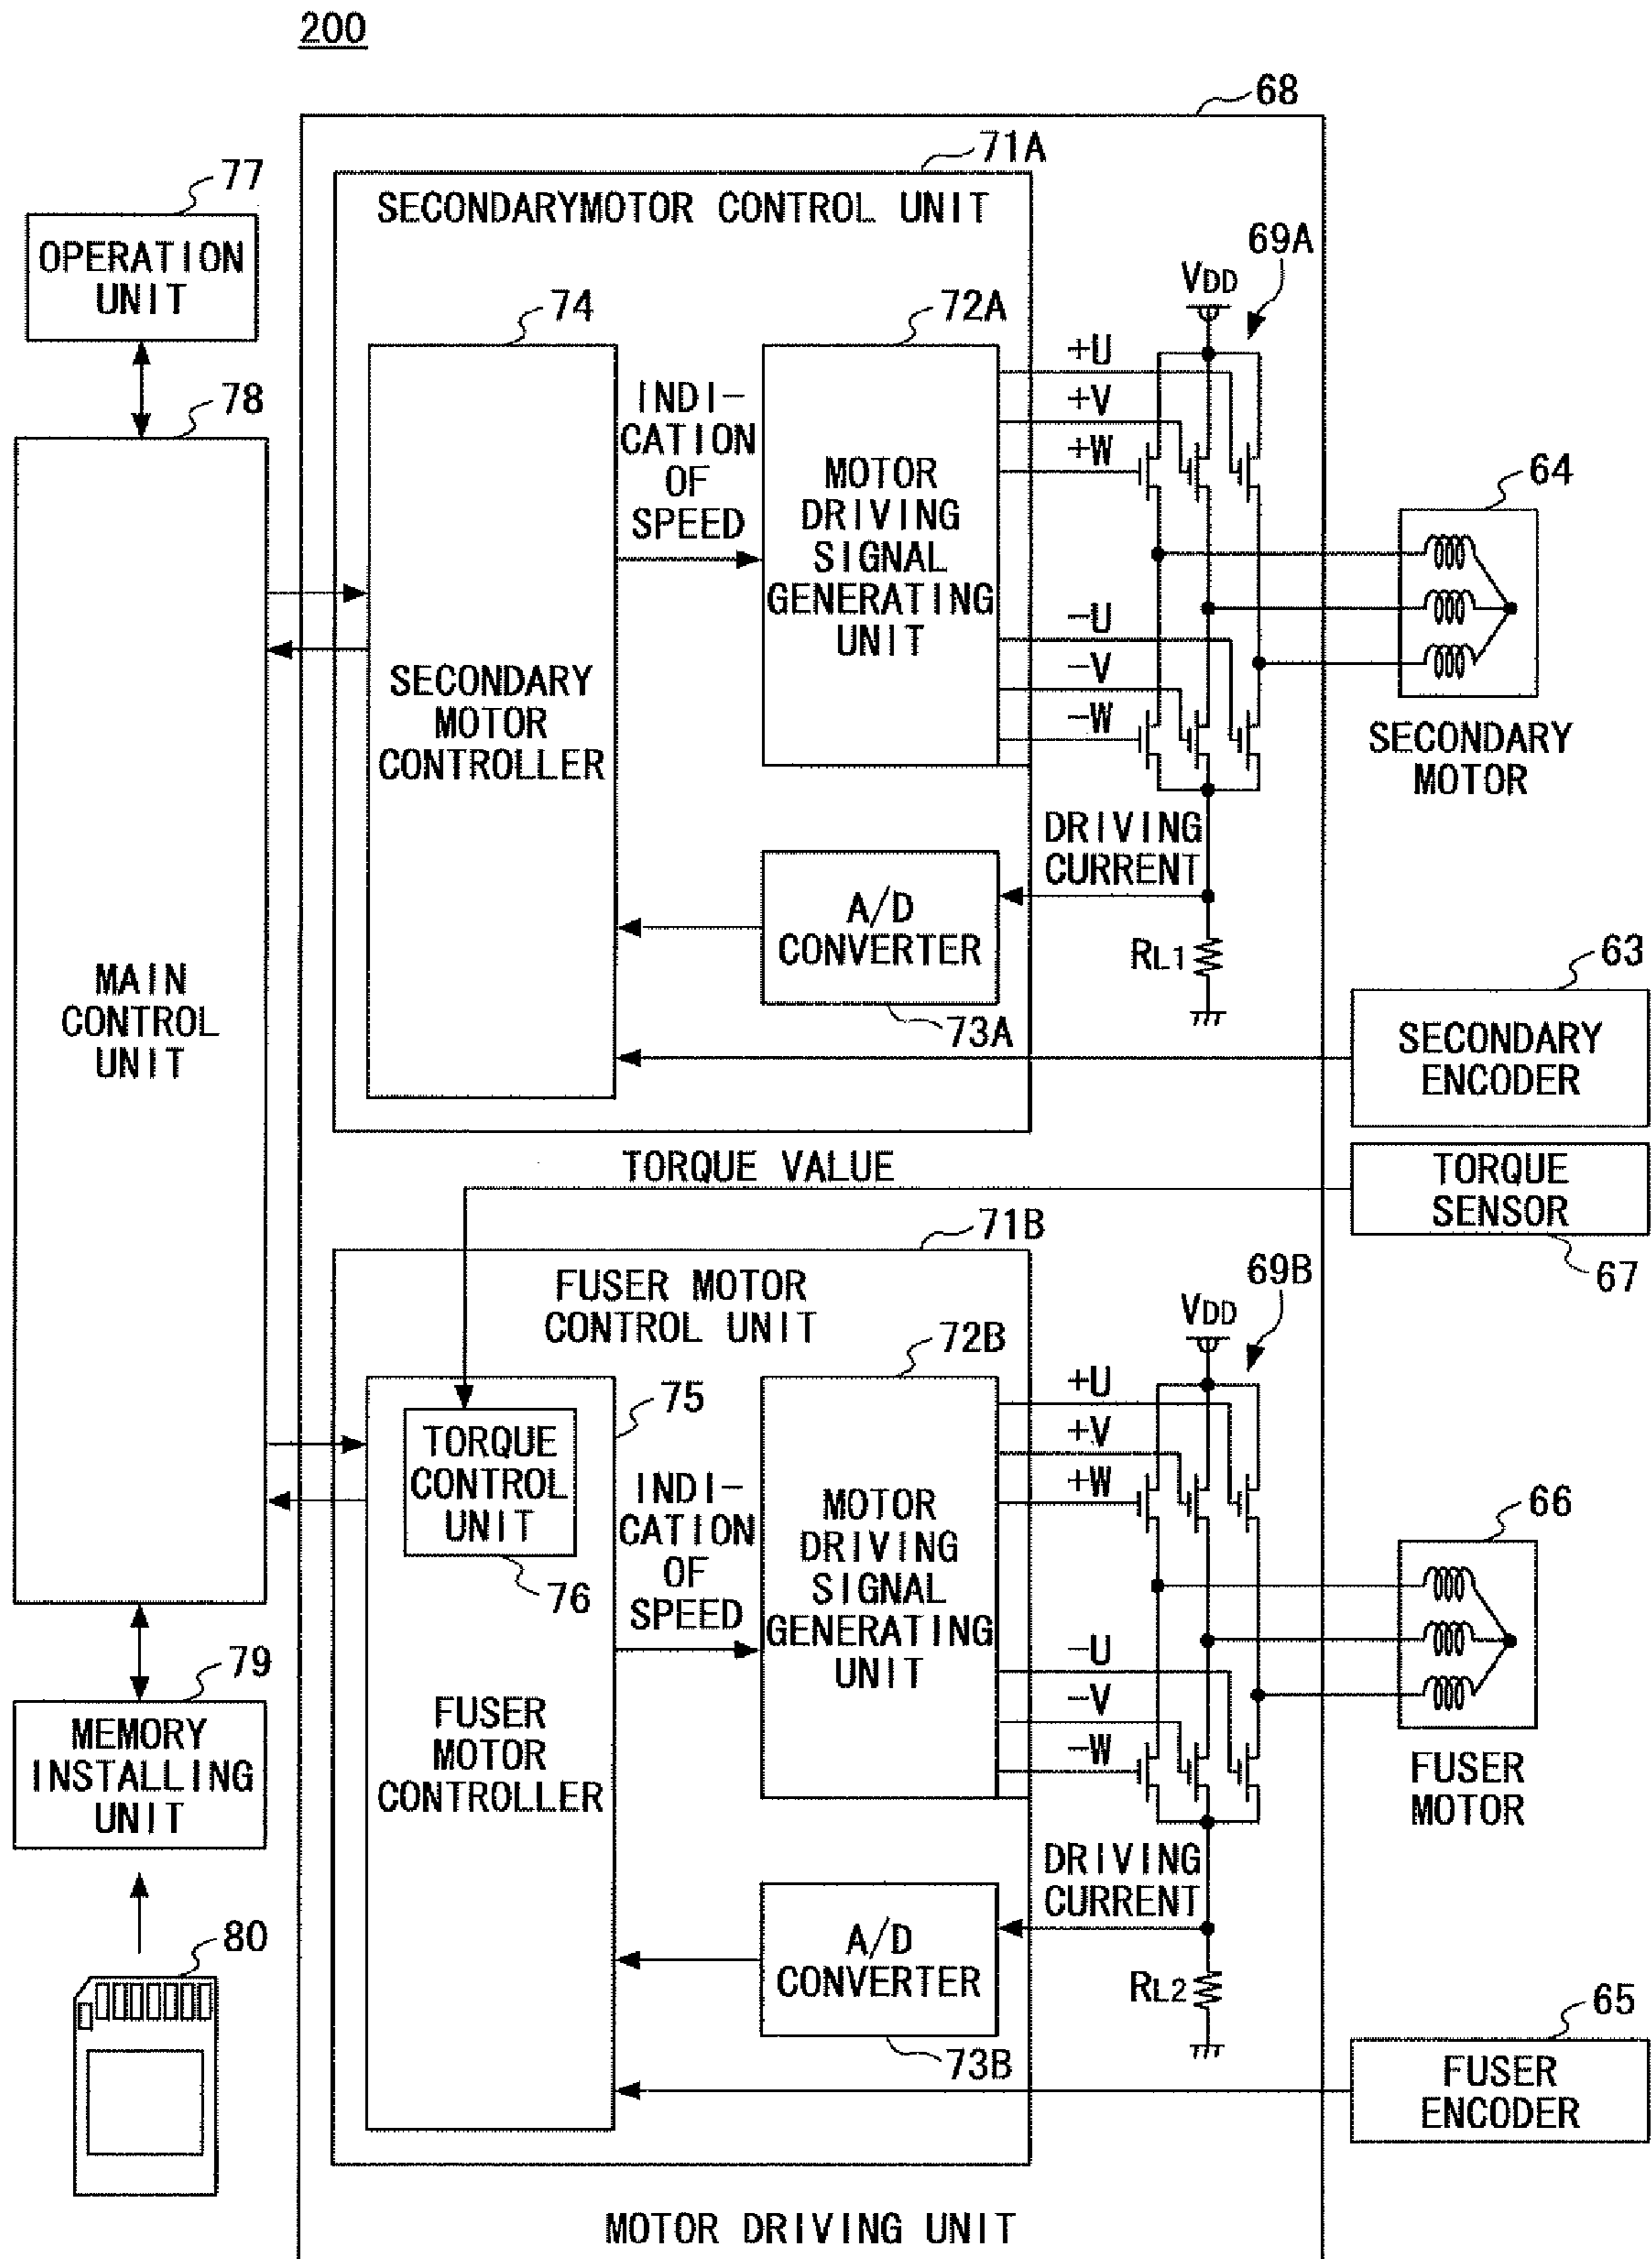 200
68
71A
77
SECONDARYMOTOR CONTROL UNIT
OPERATION
UNIT
69A
VDD
74
72A
78
+U
+V
+W
INDI-
CATION
OF
SPEED
MOTOR
DRIVING
SIGNAL
GENERATING
UNIT
64
-U
-V
-W
SECONDARY
MOTOR
CONTROLLER
SECONDARY
MOTOR
DRIVING
CURRENT
A/D
CONVERTER
RL1
73A
MAIN
CONTROL
UNIT
63
SECONDARY
ENCODER
TORQUE VALUE
TORQUE
SENSOR
67
71B
FUSER MOTOR
CONTROL UNIT
69B
VDD
72B
75
+U
+V
+W
TORQUE
CONTROL
UNIT
76
INDI-
CATION
OF
SPEED
MOTOR
DRIVING
SIGNAL
GENERATING
UNIT
66
-U
-V
-W
79
MEMORY
INSTALLING
UNIT
FUSER
MOTOR
CONTROLLER
FUSER
MOTOR
DRIVING
CURRENT
80
A/D
CONVERTER
RL2
73B
65
FUSER
ENCODER
MOTOR DRIVING UNIT